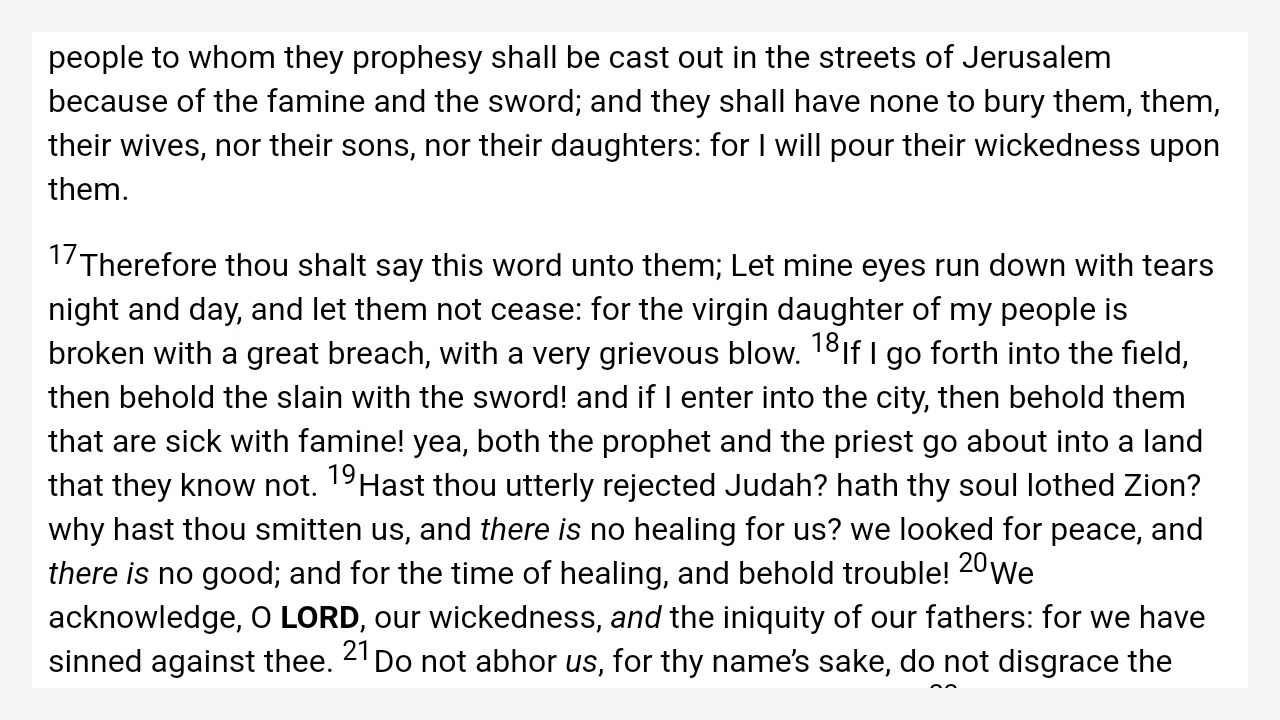 people to whom they prophesy shall be cast out in the streets of Jerusalem
because of the famine and the sword; and they shall have none to bury them, them,
their wives, nor their sons, nor their daughters: for I will pour their wickedness upon
them.
17Therefore thou shalt say this word unto them; Let mine eyes run down with tears
night and day, and let them not cease: for the virgin daughter of my people is
broken with a great breach, with a very grievous blow. 18If I go forth into the field,
then behold the slain with the sword! and if I enter into the city, then behold them
that are sick with famine! yea, both the prophet and the priest go about into a land
that they know not. 19Hast thou utterly rejected Judah? hath thy soul lothed Zion?
why hast thou smitten us, and there is no healing for us? we looked for peace, and
there is no good; and for the time of healing, and behold trouble! 20We
acknowledge, O LORD, our wickedness, and the iniquity of our fathers: for we have
sinned against thee. 21Do not abhor us, for thy name’s sake, do not disgrace the